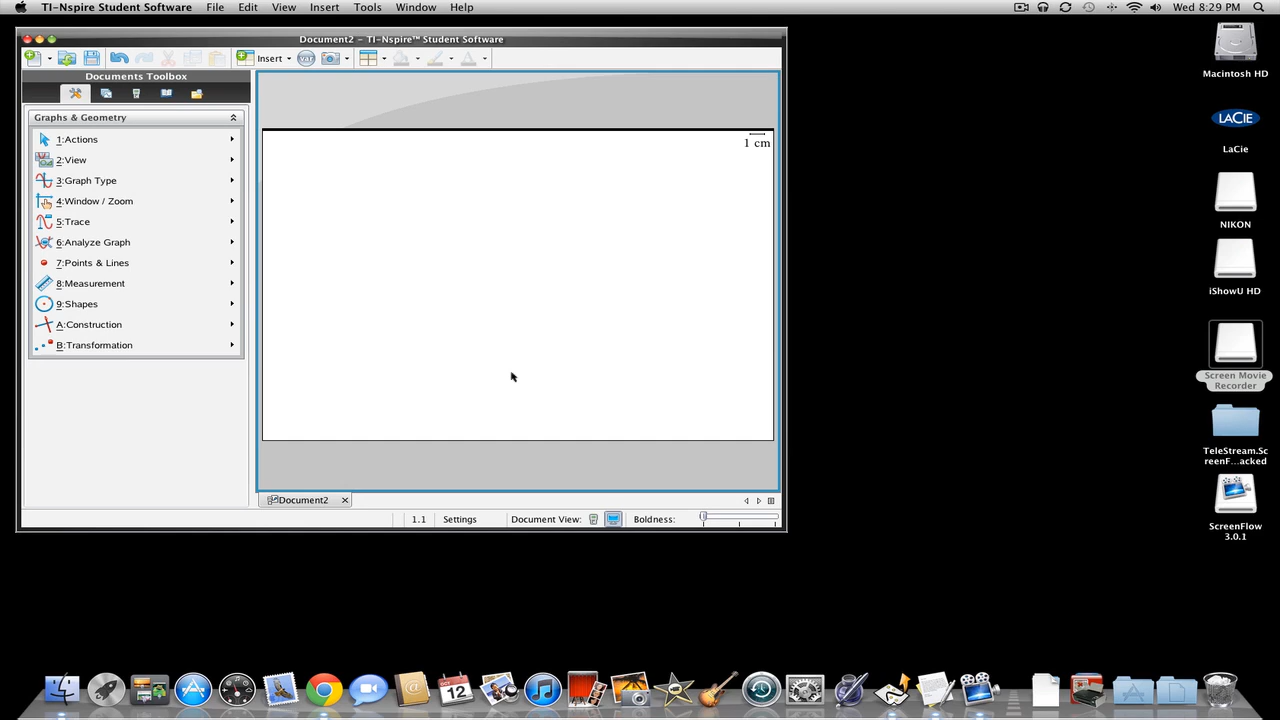 TI-Nspire Student Software File Edit View Insert Tools Window Help Wed 8:29 PM
Document2 – TI-Nspire™ Student Software
Insert
Documents Toolbox
Graphs & Geometry
1:Actions
2:View
3:Graph Type
4:Window / Zoom
5:Trace
6:Analyze Graph
7:Points & Lines
8:Measurement
9:Shapes
A:Construction
B:Transformation
1 cm
Document2
1.1 Settings Document View: Boldness:
Macintosh HD
LACIE
LaCie
NIKON
iShowU HD
Screen Movie
Recorder
TeleStream.Sc
reenF...acked
ScreenFlow
3.0.1
12